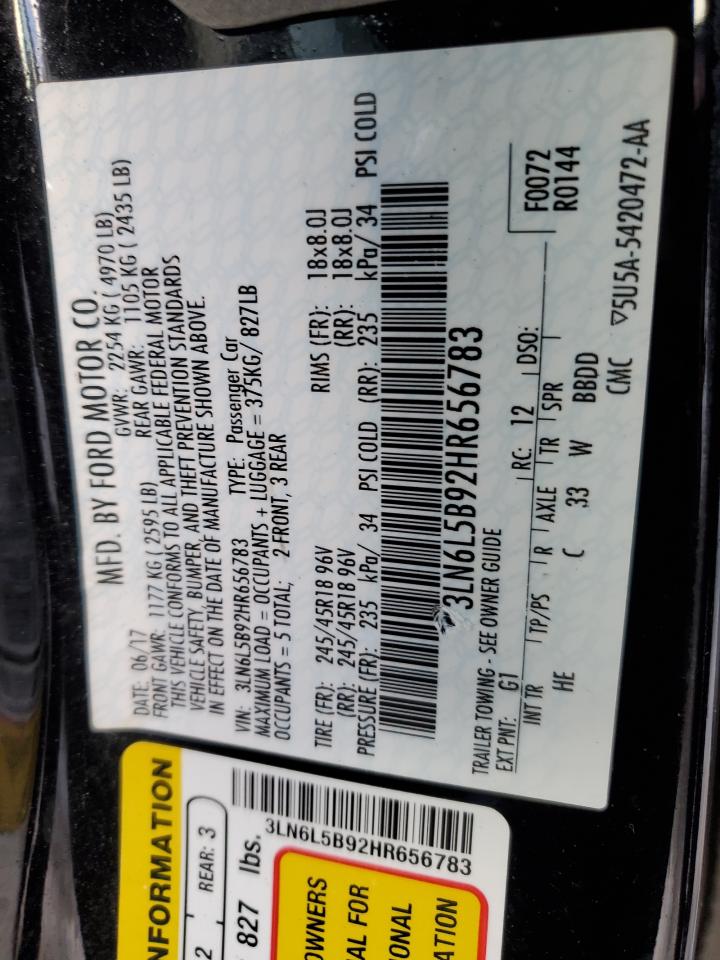 MFD. BY FORD MOTOR CO.
DATE: 06/17 GVWR: 2254 KG ( 4970 LB)
FRONT GAWR: 1177 KG ( 2595 LB) REAR GAWR: 1105 KG ( 2435 LB)
THIS VEHICLE CONFORMS TO ALL APPLICABLE FEDERAL MOTOR
VEHICLE SAFETY, BUMPER, AND THEFT PREVENTION STANDARDS
IN EFFECT ON THE DATE OF MANUFACTURE SHOWN ABOVE.
VIN: 3LN6L5B92HR656783 TYPE: Passenger Car
MAXIMUM LOAD = OCCUPANTS + LUGGAGE = 375KG/ 827LB
OCCUPANTS = 5 TOTAL; 2-FRONT, 3 REAR
TIRE (FR): 245/45R18 96V RIMS (FR): 18x8.0J
(RR): 245/45R18 96V (RR): 18x8.0J
PRESSURE (FR): 235 kPa/ 34 PSI COLD (RR): 235 kPa/ 34 PSI COLD
3LN6L5B92HR656783
TRAILER TOWING - SEE OWNER GUIDE
EXT PNT: G1 RC: 12 DSO:
F0072
R0144
INT TR TP/PS R AXLE TR SPR
HE C 33 W BBDD
CMC ▽5U5A-5420472-AA
NFORMATION
2 REAR: 3
827 lbs.
3LN6L5B92HR656783
OWNERS
AL FOR
ONAL
ATION